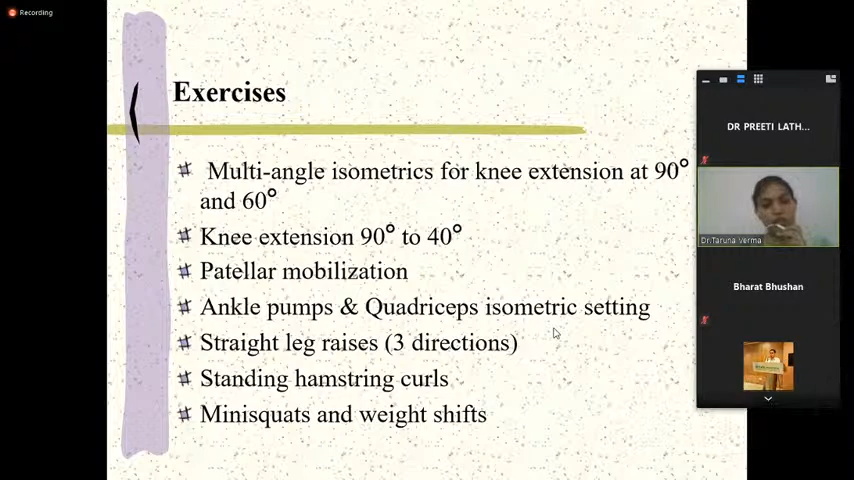 Recording
Exercises
Multi-angle isometrics for knee extension at 90°
and 60°
Knee extension 90° to 40°
Patellar mobilization
Ankle pumps & Quadriceps isometric setting
Straight leg raises (3 directions)
Standing hamstring curls
Minisquats and weight shifts
DR PREETI LATH...
Dr.Taruna Verma
Bharat Bhushan